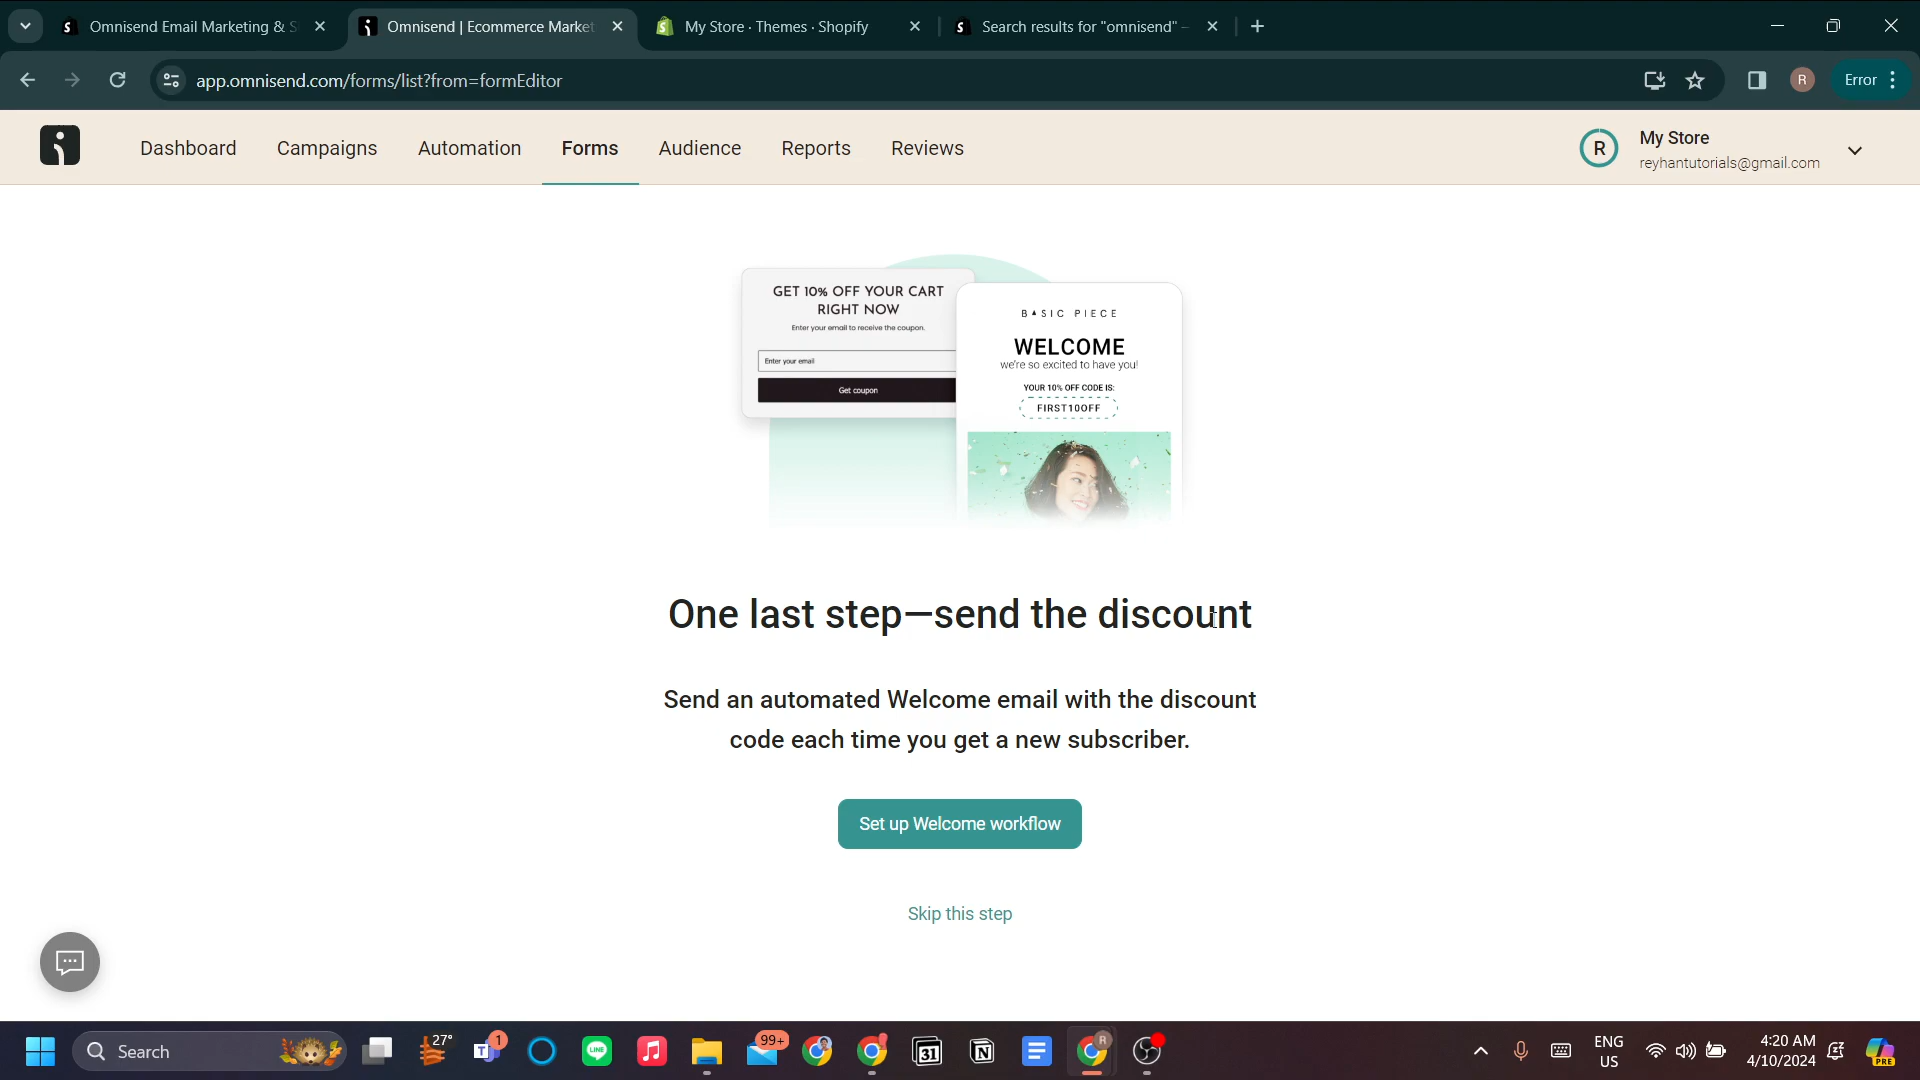 Omnisend Email Marketing & S
Omnisend | Ecommerce Market
My Store · Themes · Shopify
Search results for "omnisend" –
app.omnisend.com/forms/list?from=formEditor
R
Error
Dashboard
Campaigns
Automation
Forms
Audience
Reports
Reviews
R
My Store
reyhantutorials@gmail.com
GET 10% OFF YOUR CART
RIGHT NOW
Enter your email to receive the coupon.
Enter your email
Get coupon
BASIC PIECE
WELCOME
we're so excited to have you!
YOUR 10% OFF CODE IS:
FIRST10OFF
One last step—send the discount
Send an automated Welcome email with the discount
code each time you get a new subscriber.
Set up Welcome workflow
Skip this step
Search
27°
1
LINE
99+
31
R
ENG
US
4:20 AM
4/10/2024
PRE